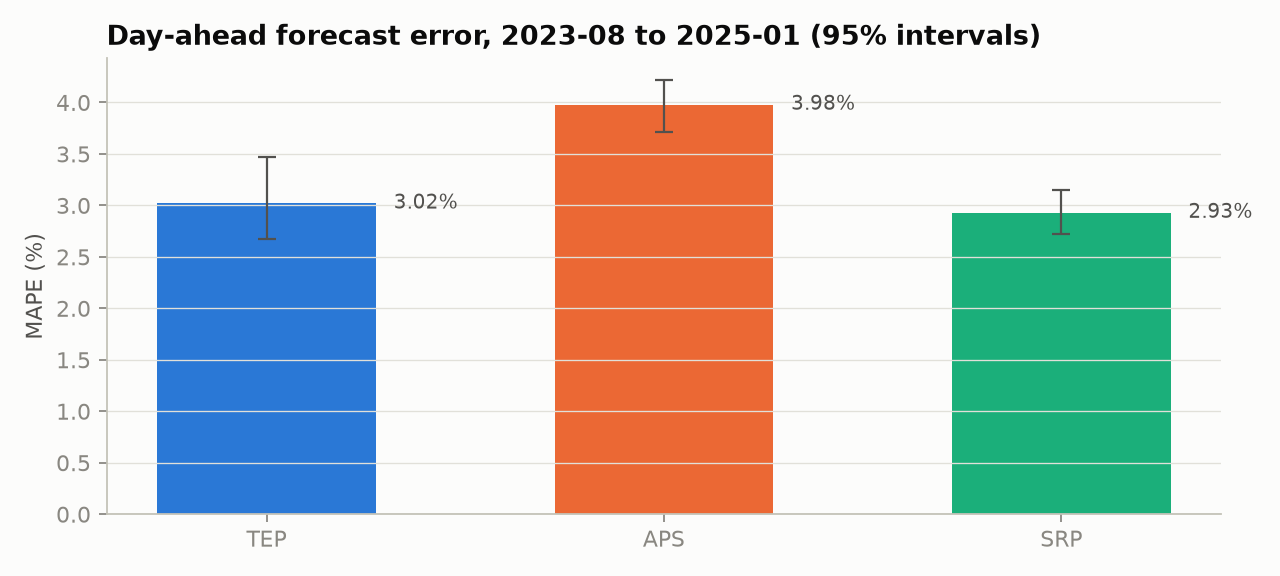 Day-ahead forecast error, 2023-08 to 2025-01 (95% intervals)
MAPE (%)
4.0
3.5
3.0
2.5
2.0
1.5
1.0
0.5
0.0
3.02%
3.98%
2.93%
TEP
APS
SRP